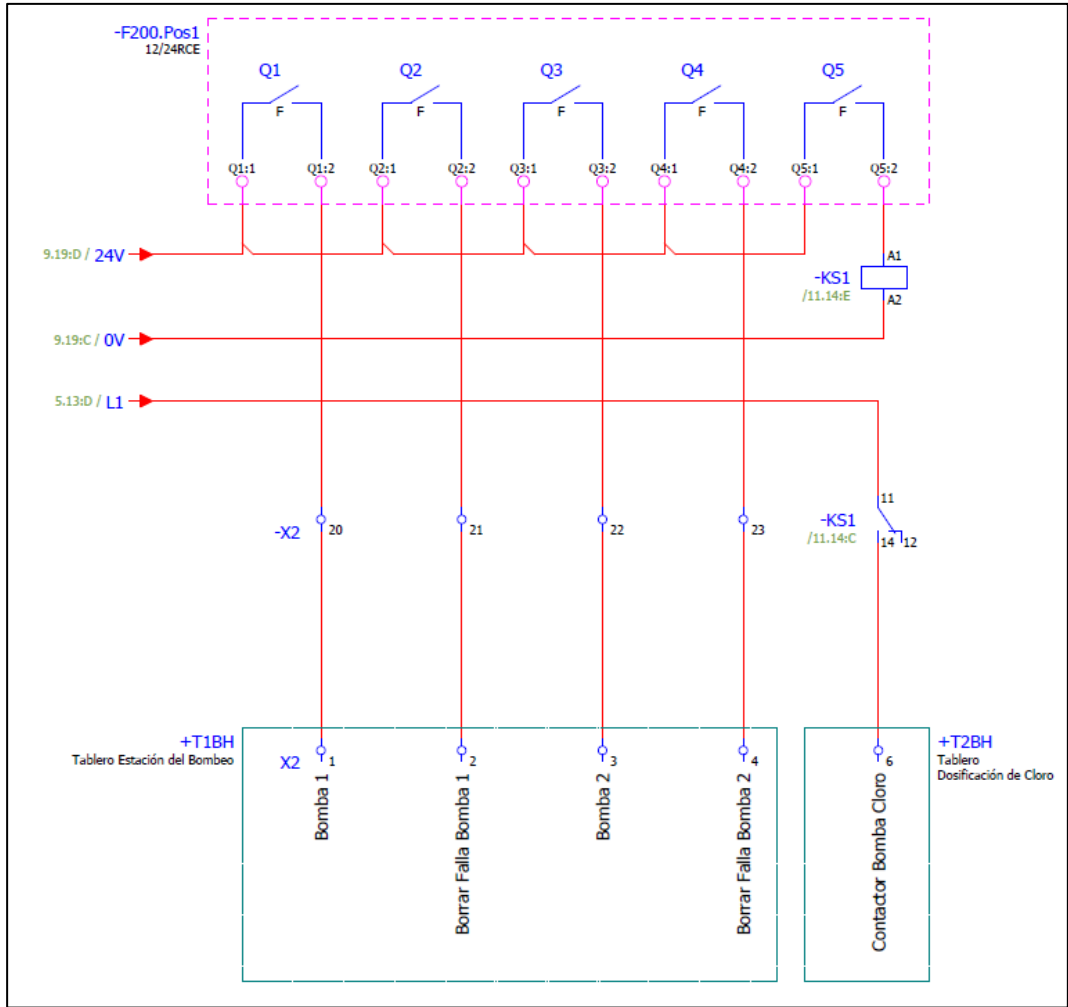 -F200.Pos1
12/24RCE
Q1
Q2
Q3
Q4
Q5
F
F
F
F
F
Q1:1
Q1:2
Q2:1
Q2:2
Q3:1
Q3:2
Q4:1
Q4:2
Q5:1
Q5:2
9.19:D / 24V
A1
-KS1
/11.14:E
A2
9.19:C / 0V
5.13:D / L1
-X2
20
21
22
23
11
-KS1
/11.14:C
14
12
+T1BH
Tablero Estación del Bombeo
X2
1
2
3
4
6
Bomba 1
Borrar Falla Bomba 1
Bomba 2
Borrar Falla Bomba 2
Contactor Bomba Cloro
+T2BH
Tablero
Dosificación de Cloro